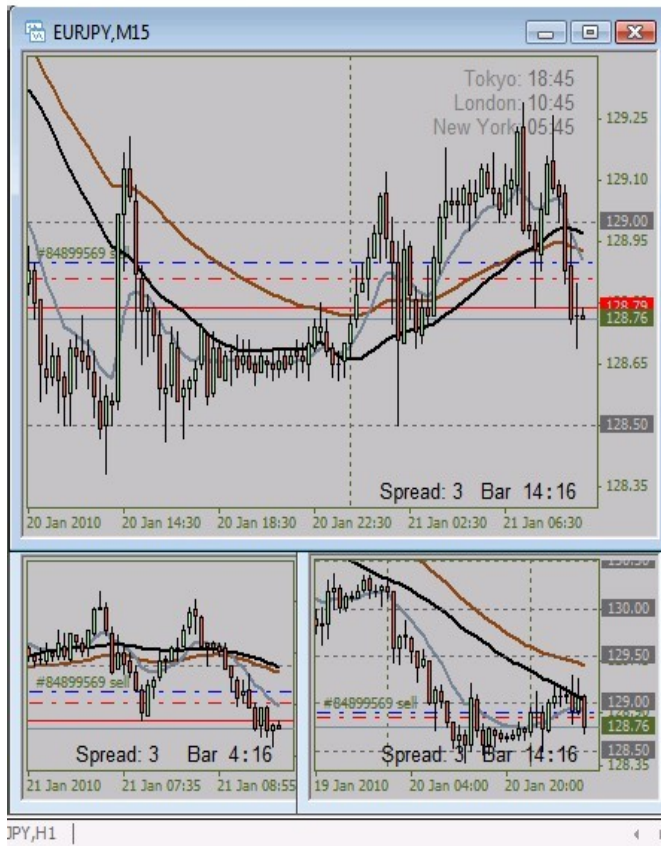 EURJPY,M15
Tokyo: 18:45
London: 10:45
New York: 05:45
129.25
129.10
129.00
128.95
#84899569 sell
128.79
128.76
128.65
128.50
128.35
Spread: 3 Bar 14:16
20 Jan 2010 20 Jan 14:30 20 Jan 18:30 20 Jan 22:30 21 Jan 02:30 21 Jan 06:30
#84899569 sell
Spread: 3 Bar 4:16
21 Jan 2010 21 Jan 07:35 21 Jan 08:55
130.50
130.00
129.50
129.00
#84899569 sell
128.76
128.50
128.35
Spread: 3 Bar 14:16
19 Jan 2010 20 Jan 04:00 20 Jan 20:00
JPY,H1